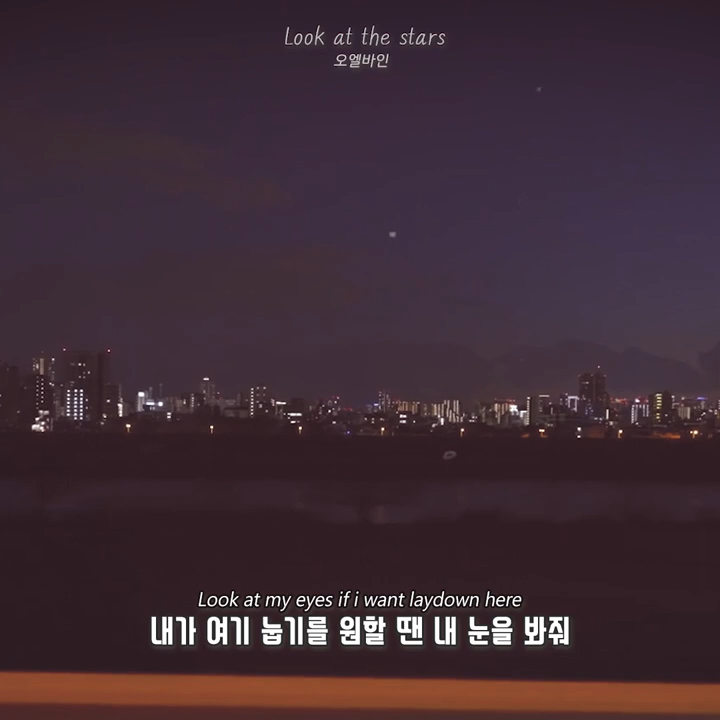 Look at the stars
오엘바인
Look at my eyes if i want laydown here
내가 여기 눕기를 원할 땐 내 눈을 봐줘